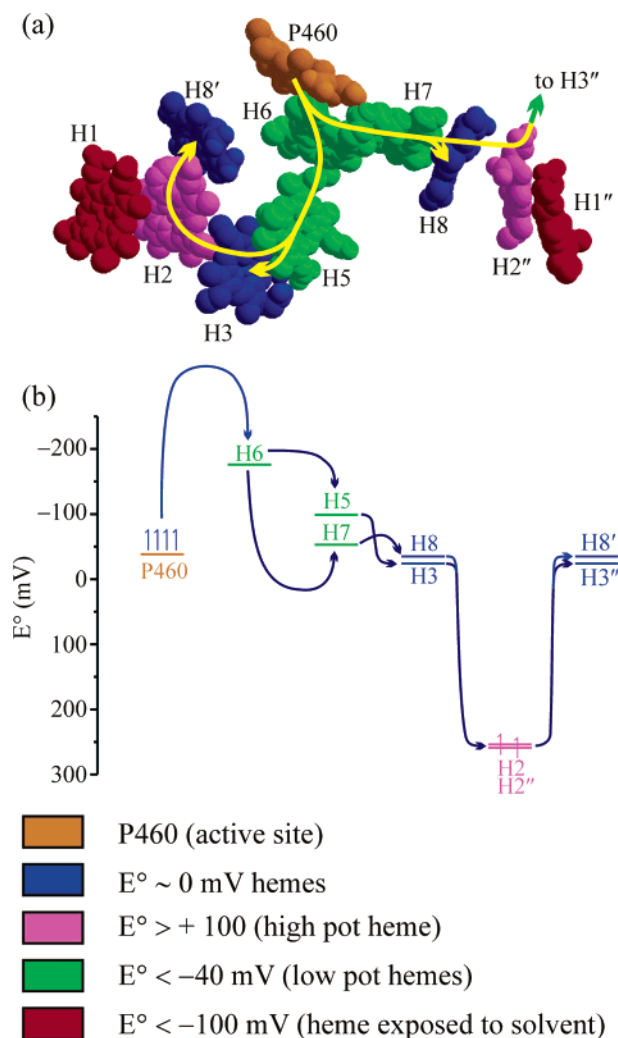 (a)
P460
to H3″
H8′
H7
H6
H1
H1″
H8
H2
H2″
H5
H3
(b)
−200
H6
−100
H5
H7
H8
H8′
P460
H3
H3″
0
E° (mV)
100
200
H2
H2″
300
P460 (active site)
E° ~ 0 mV hemes
E° > + 100 (high pot heme)
E° < −40 mV (low pot hemes)
E° < −100 mV (heme exposed to solvent)